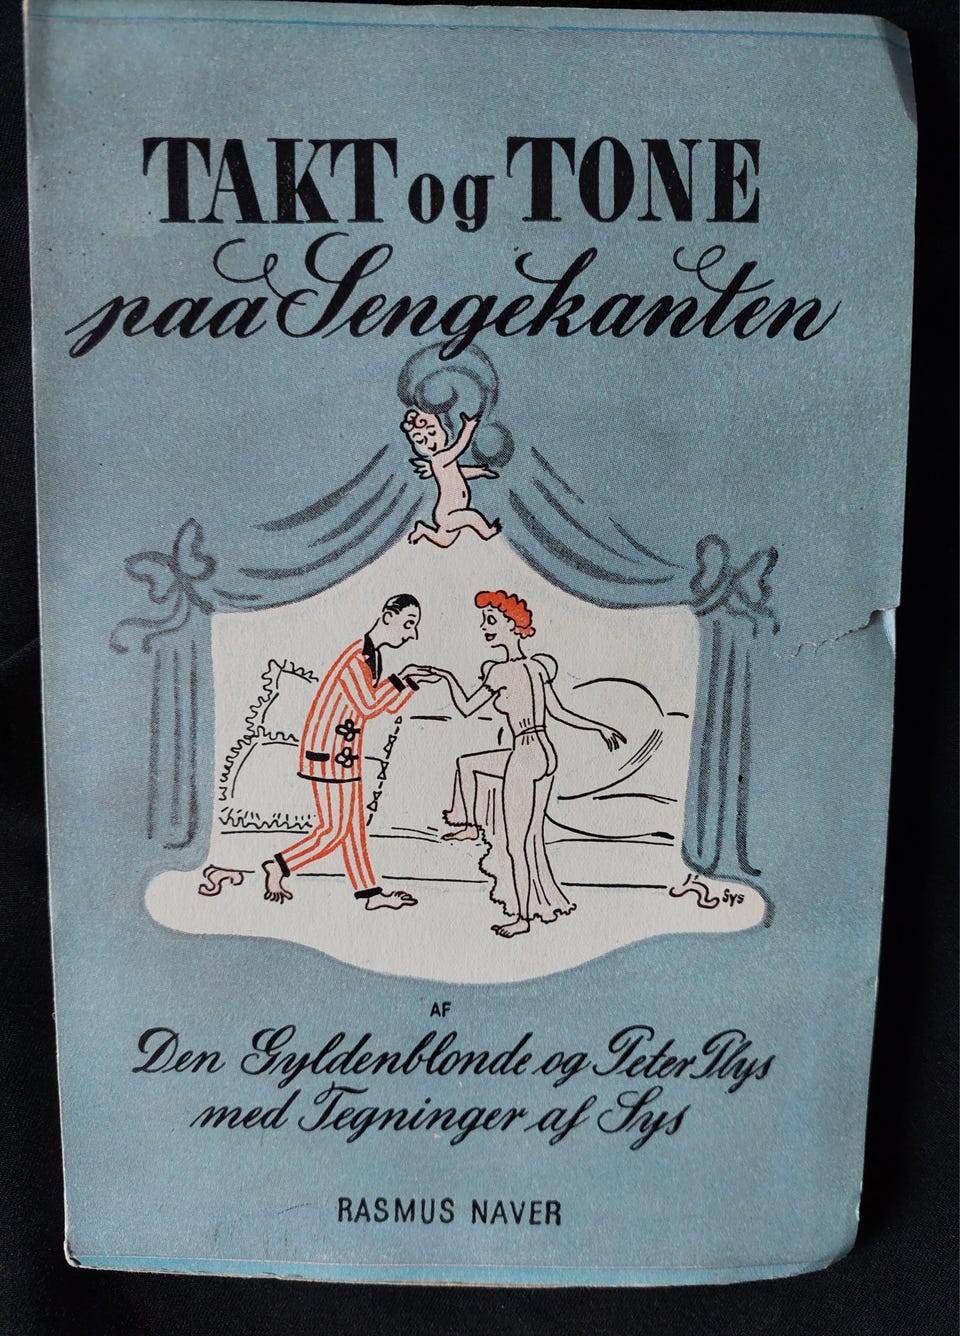 TAKT og TONE
paa Sengekanten
Sys
AF
Den Gyldenblonde og Peter Plys
med Tegninger af Sys
RASMUS NAVER